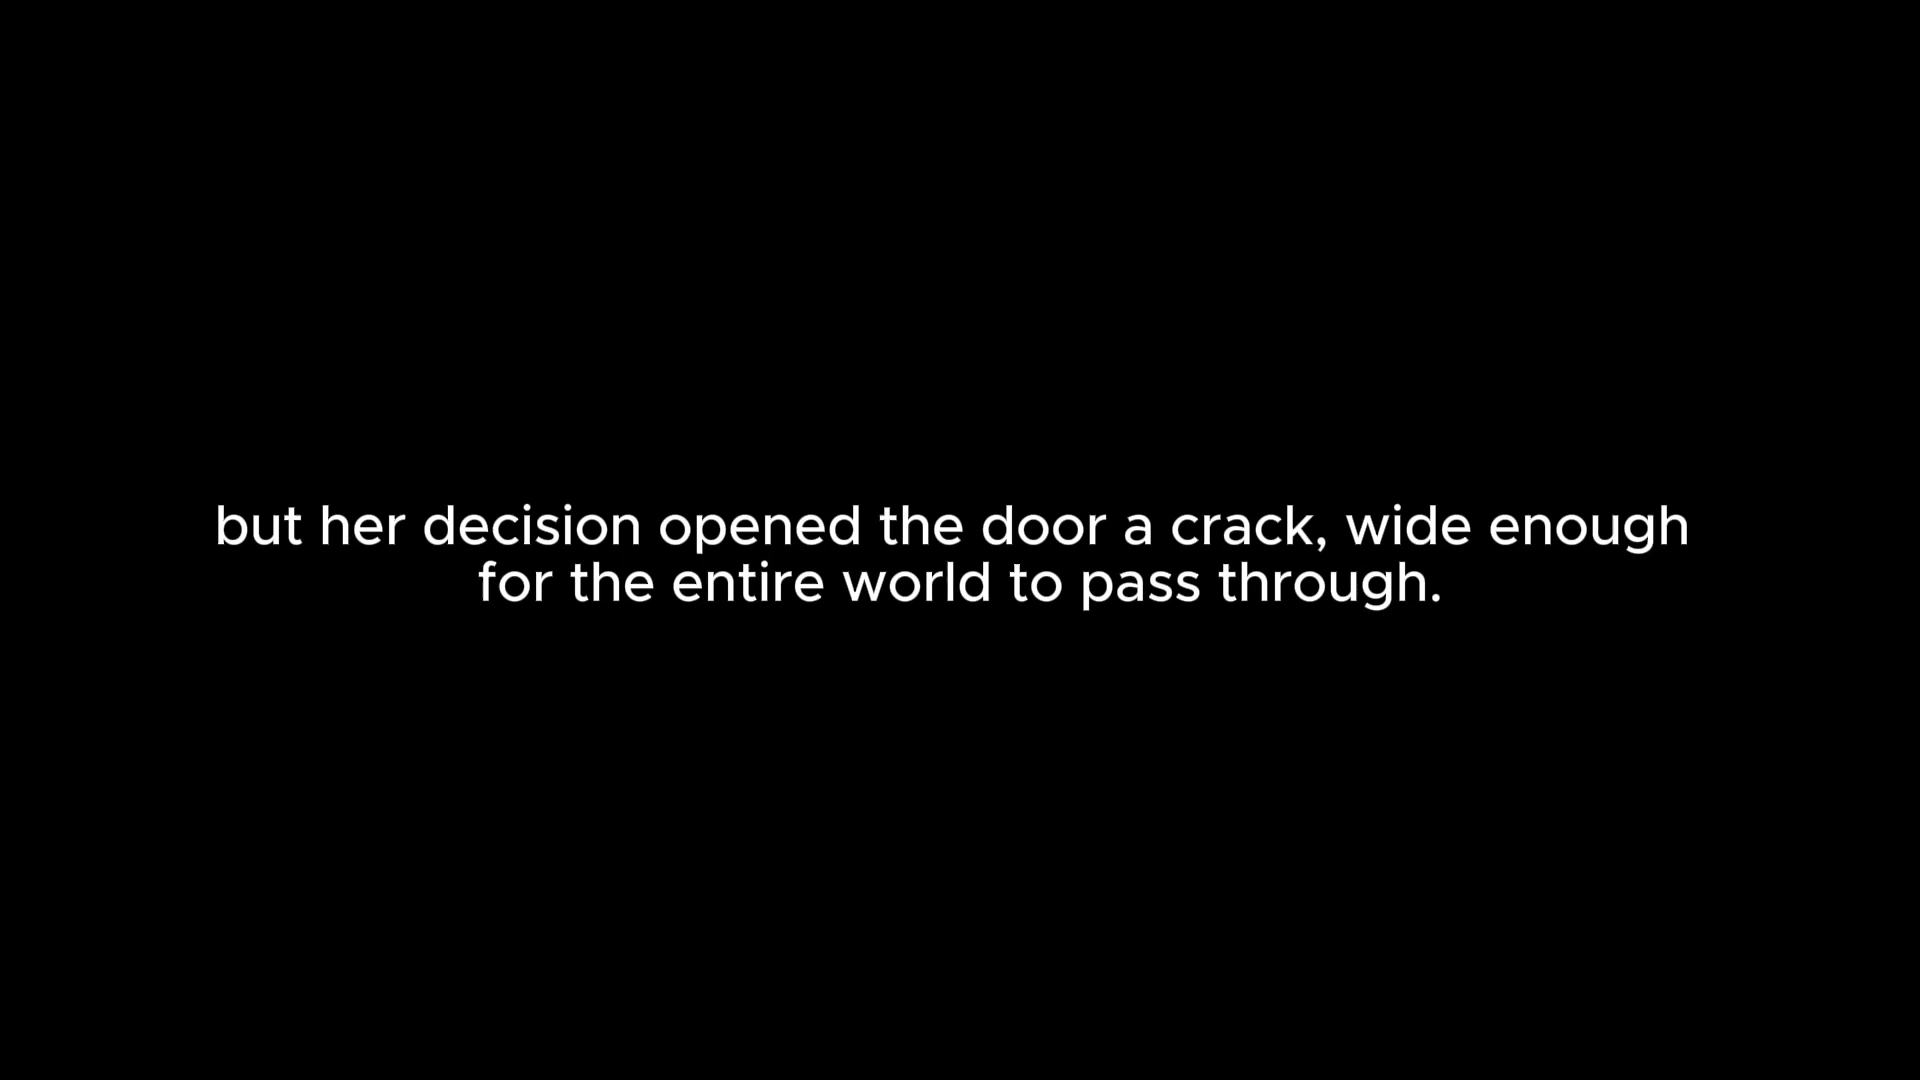 but her decision opened the door a crack, wide enough
for the entire world to pass through.